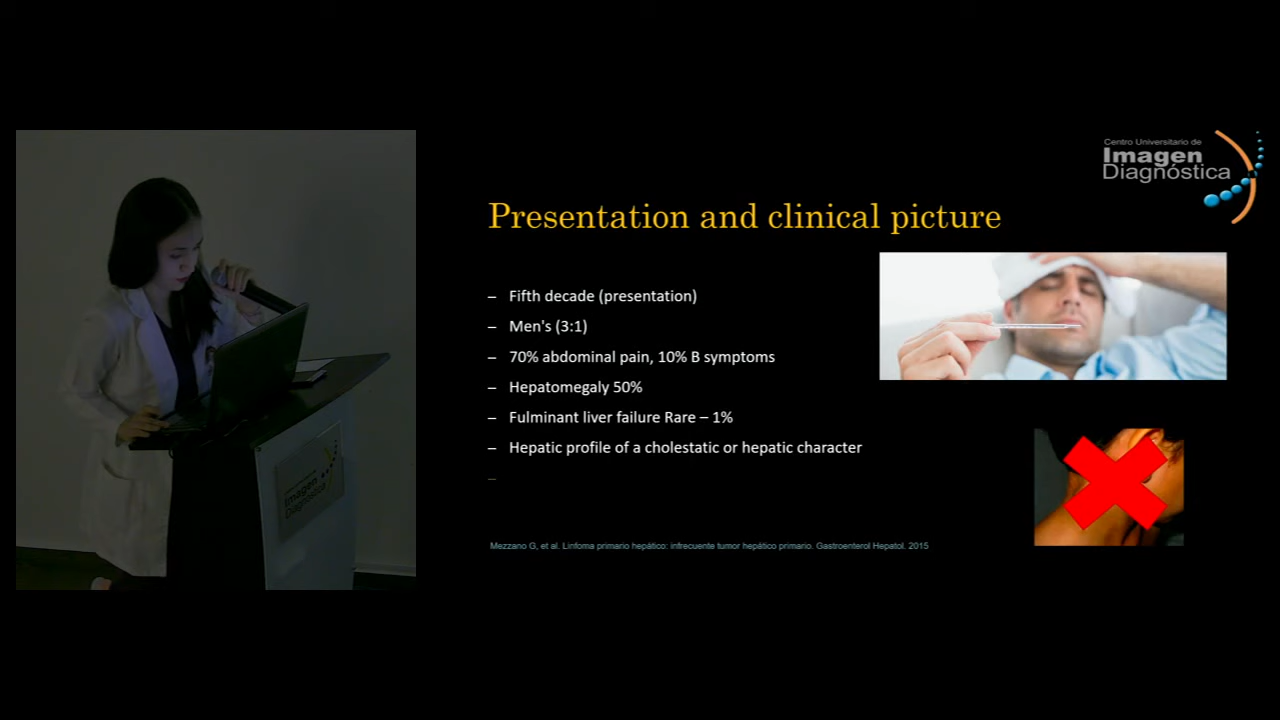 Centro Universitario de
Imagen
Diagnóstica
Presentation and clinical picture
– Fifth decade (presentation)
– Men's (3:1)
– 70% abdominal pain, 10% B symptoms
– Hepatomegaly 50%
– Fulminant liver failure Rare – 1%
– Hepatic profile of a cholestatic or hepatic character
–
Mezzano G, et al. Linfoma primario hepático: infrecuente tumor hepático primario. Gastroenterol Hepatol. 2015
Imagen
Diagnóstica